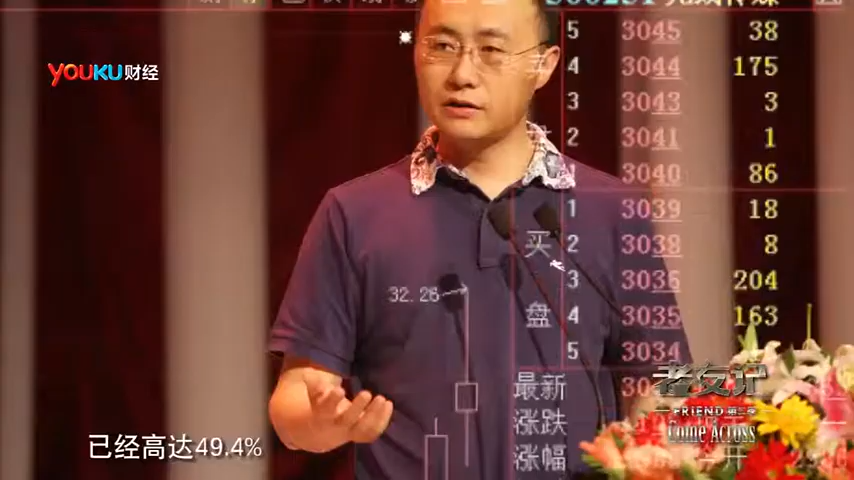 YOUKU财经
5 3045 38
4 3044 175
3 3043 3
2 3041 1
3040 86
1 3039 18
买 2 3038 8
3 3036 204
盘 4 3035 163
5 3034
32.26
最新
涨跌
涨幅
老友记
FRIEND 第二季
Come Across
已经高达49.4%